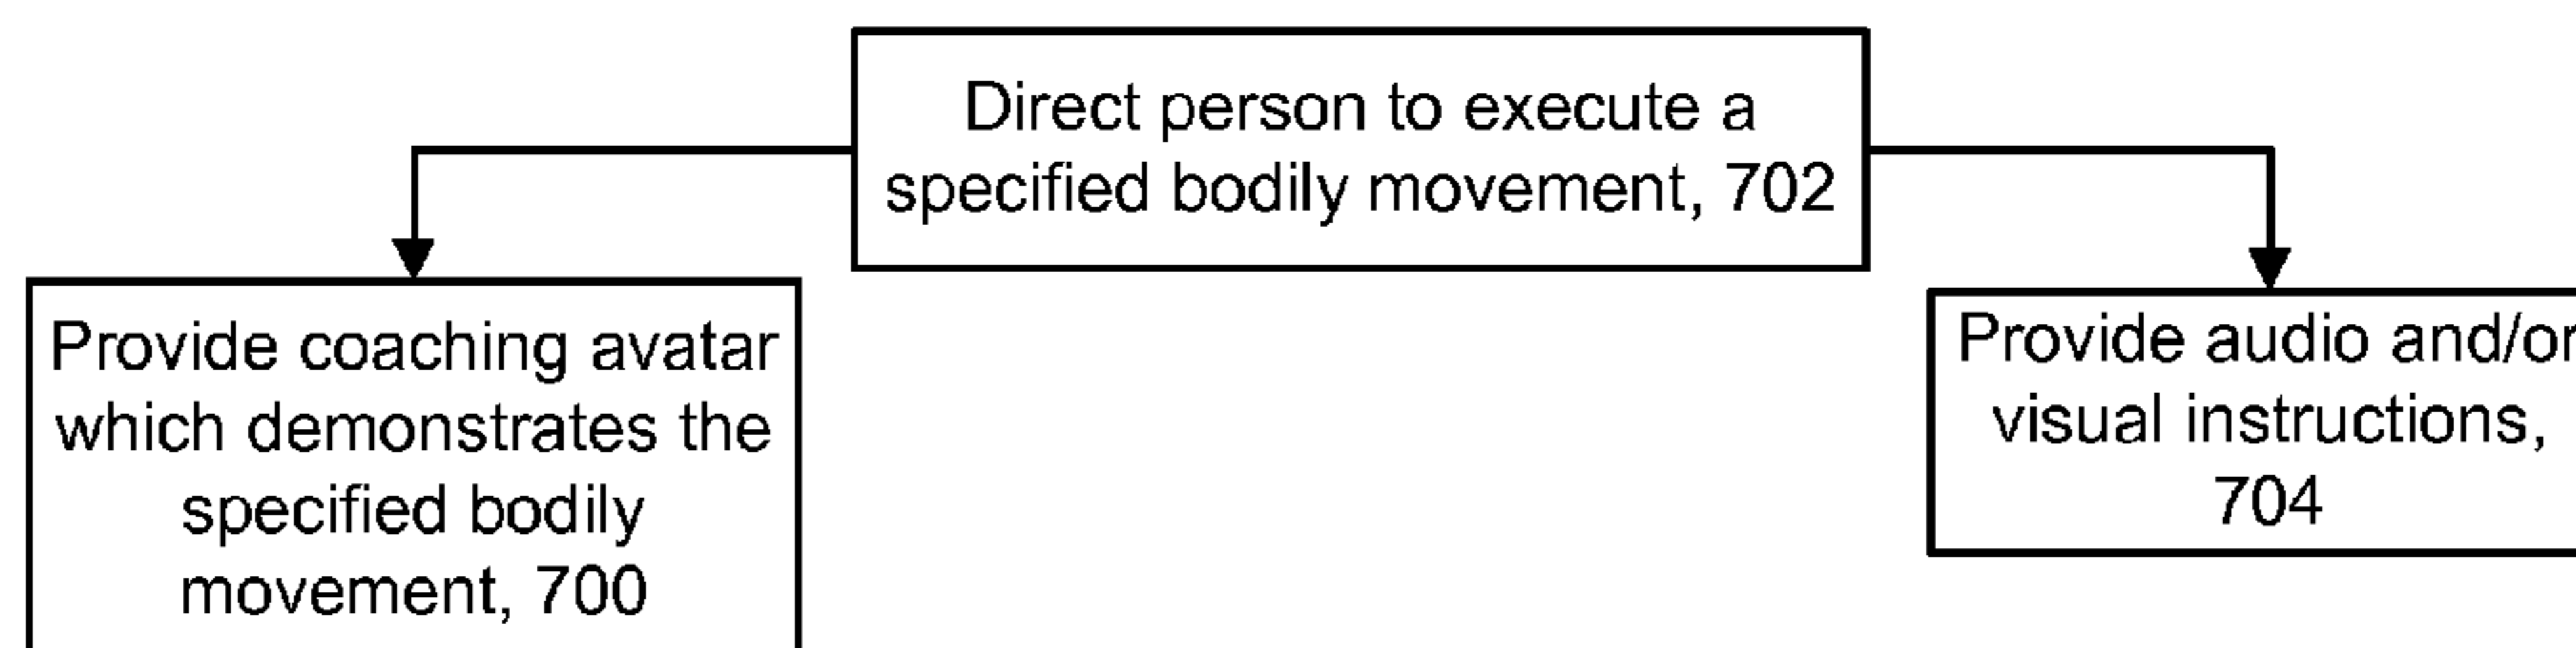 Direct person to execute a
specified bodily movement, 702
Provide coaching avatar
which demonstrates the
specified bodily
movement, 700
Provide audio and/or
visual instructions,
704